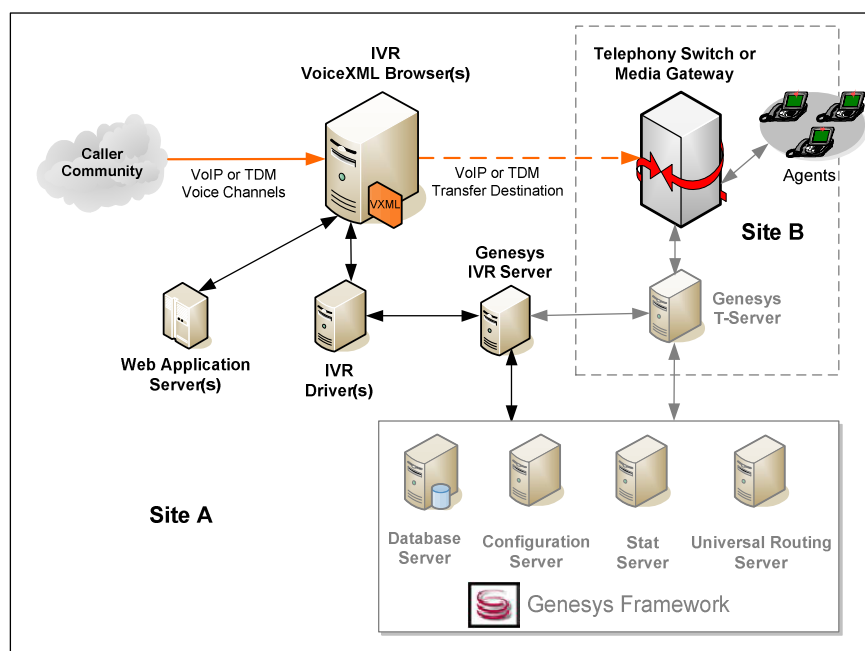 IVR
VoiceXML Browser(s)
Telephony Switch or
Media Gateway
Caller
Community
VoIP or TDM
Voice Channels
VoIP or TDM
Transfer Destination
VXML
Agents
Site B
Genesys
IVR Server
Genesys
T-Server
Web Application
Server(s)
IVR
Driver(s)
Site A
Database
Server
Configuration
Server
Stat
Server
Universal Routing
Server
Genesys Framework